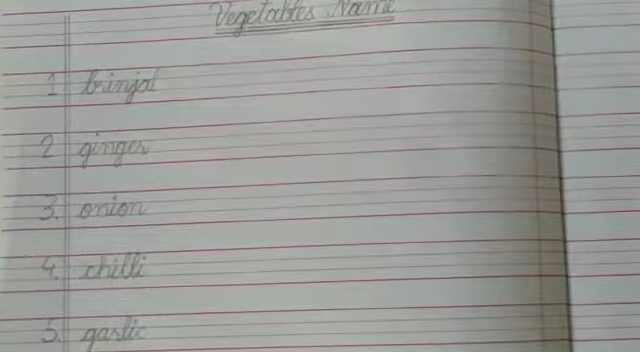 Vegetables Name
1 brinjal
2 ginger
3. onion
4. chilli
5. garlic